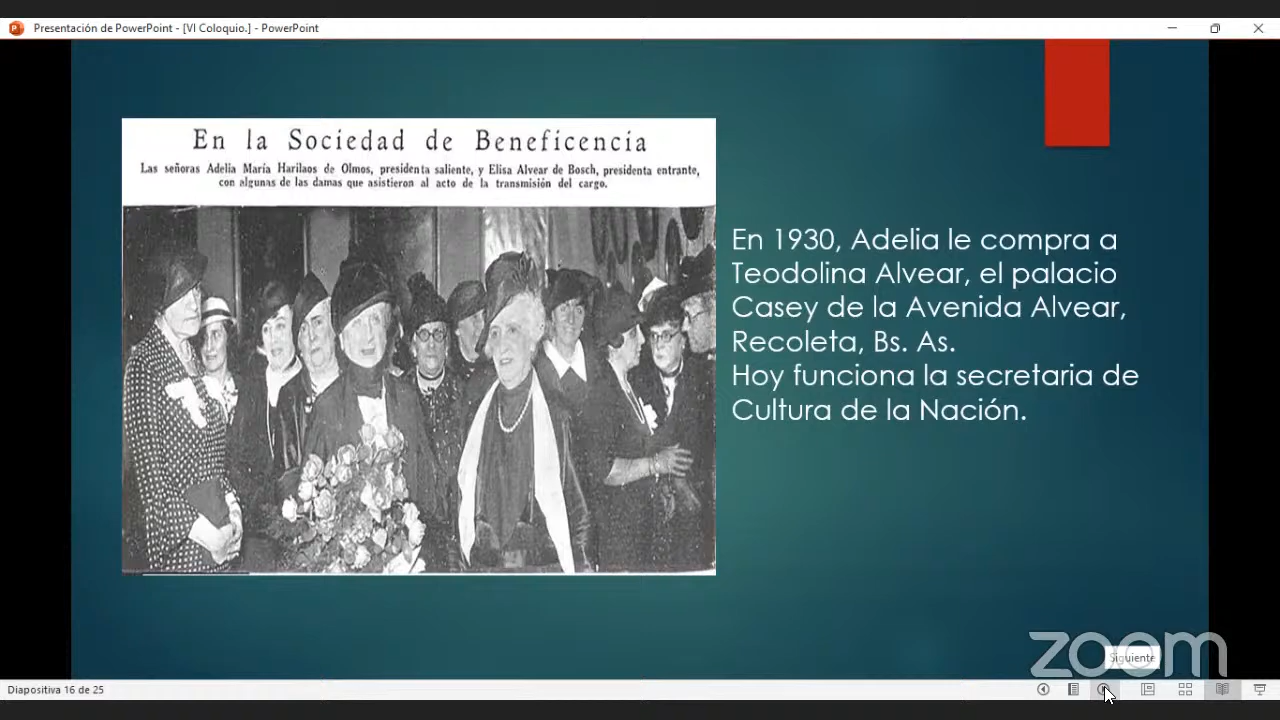 Presentación de PowerPoint - [VI Coloquio.] - PowerPoint
En la Sociedad de Beneficencia
Las señoras Adelia María Harilaos de Olmos, presidenta saliente, y Elisa Alvear de Bosch, presidenta entrante,
con algunas de las damas que asistieron al acto de la transmisión del cargo.
En 1930, Adelia le compra a
Teodolina Alvear, el palacio
Casey de la Avenida Alvear,
Recoleta, Bs. As.
Hoy funciona la secretaria de
Cultura de la Nación.
zoom
Siguiente
Diapositiva 16 de 25